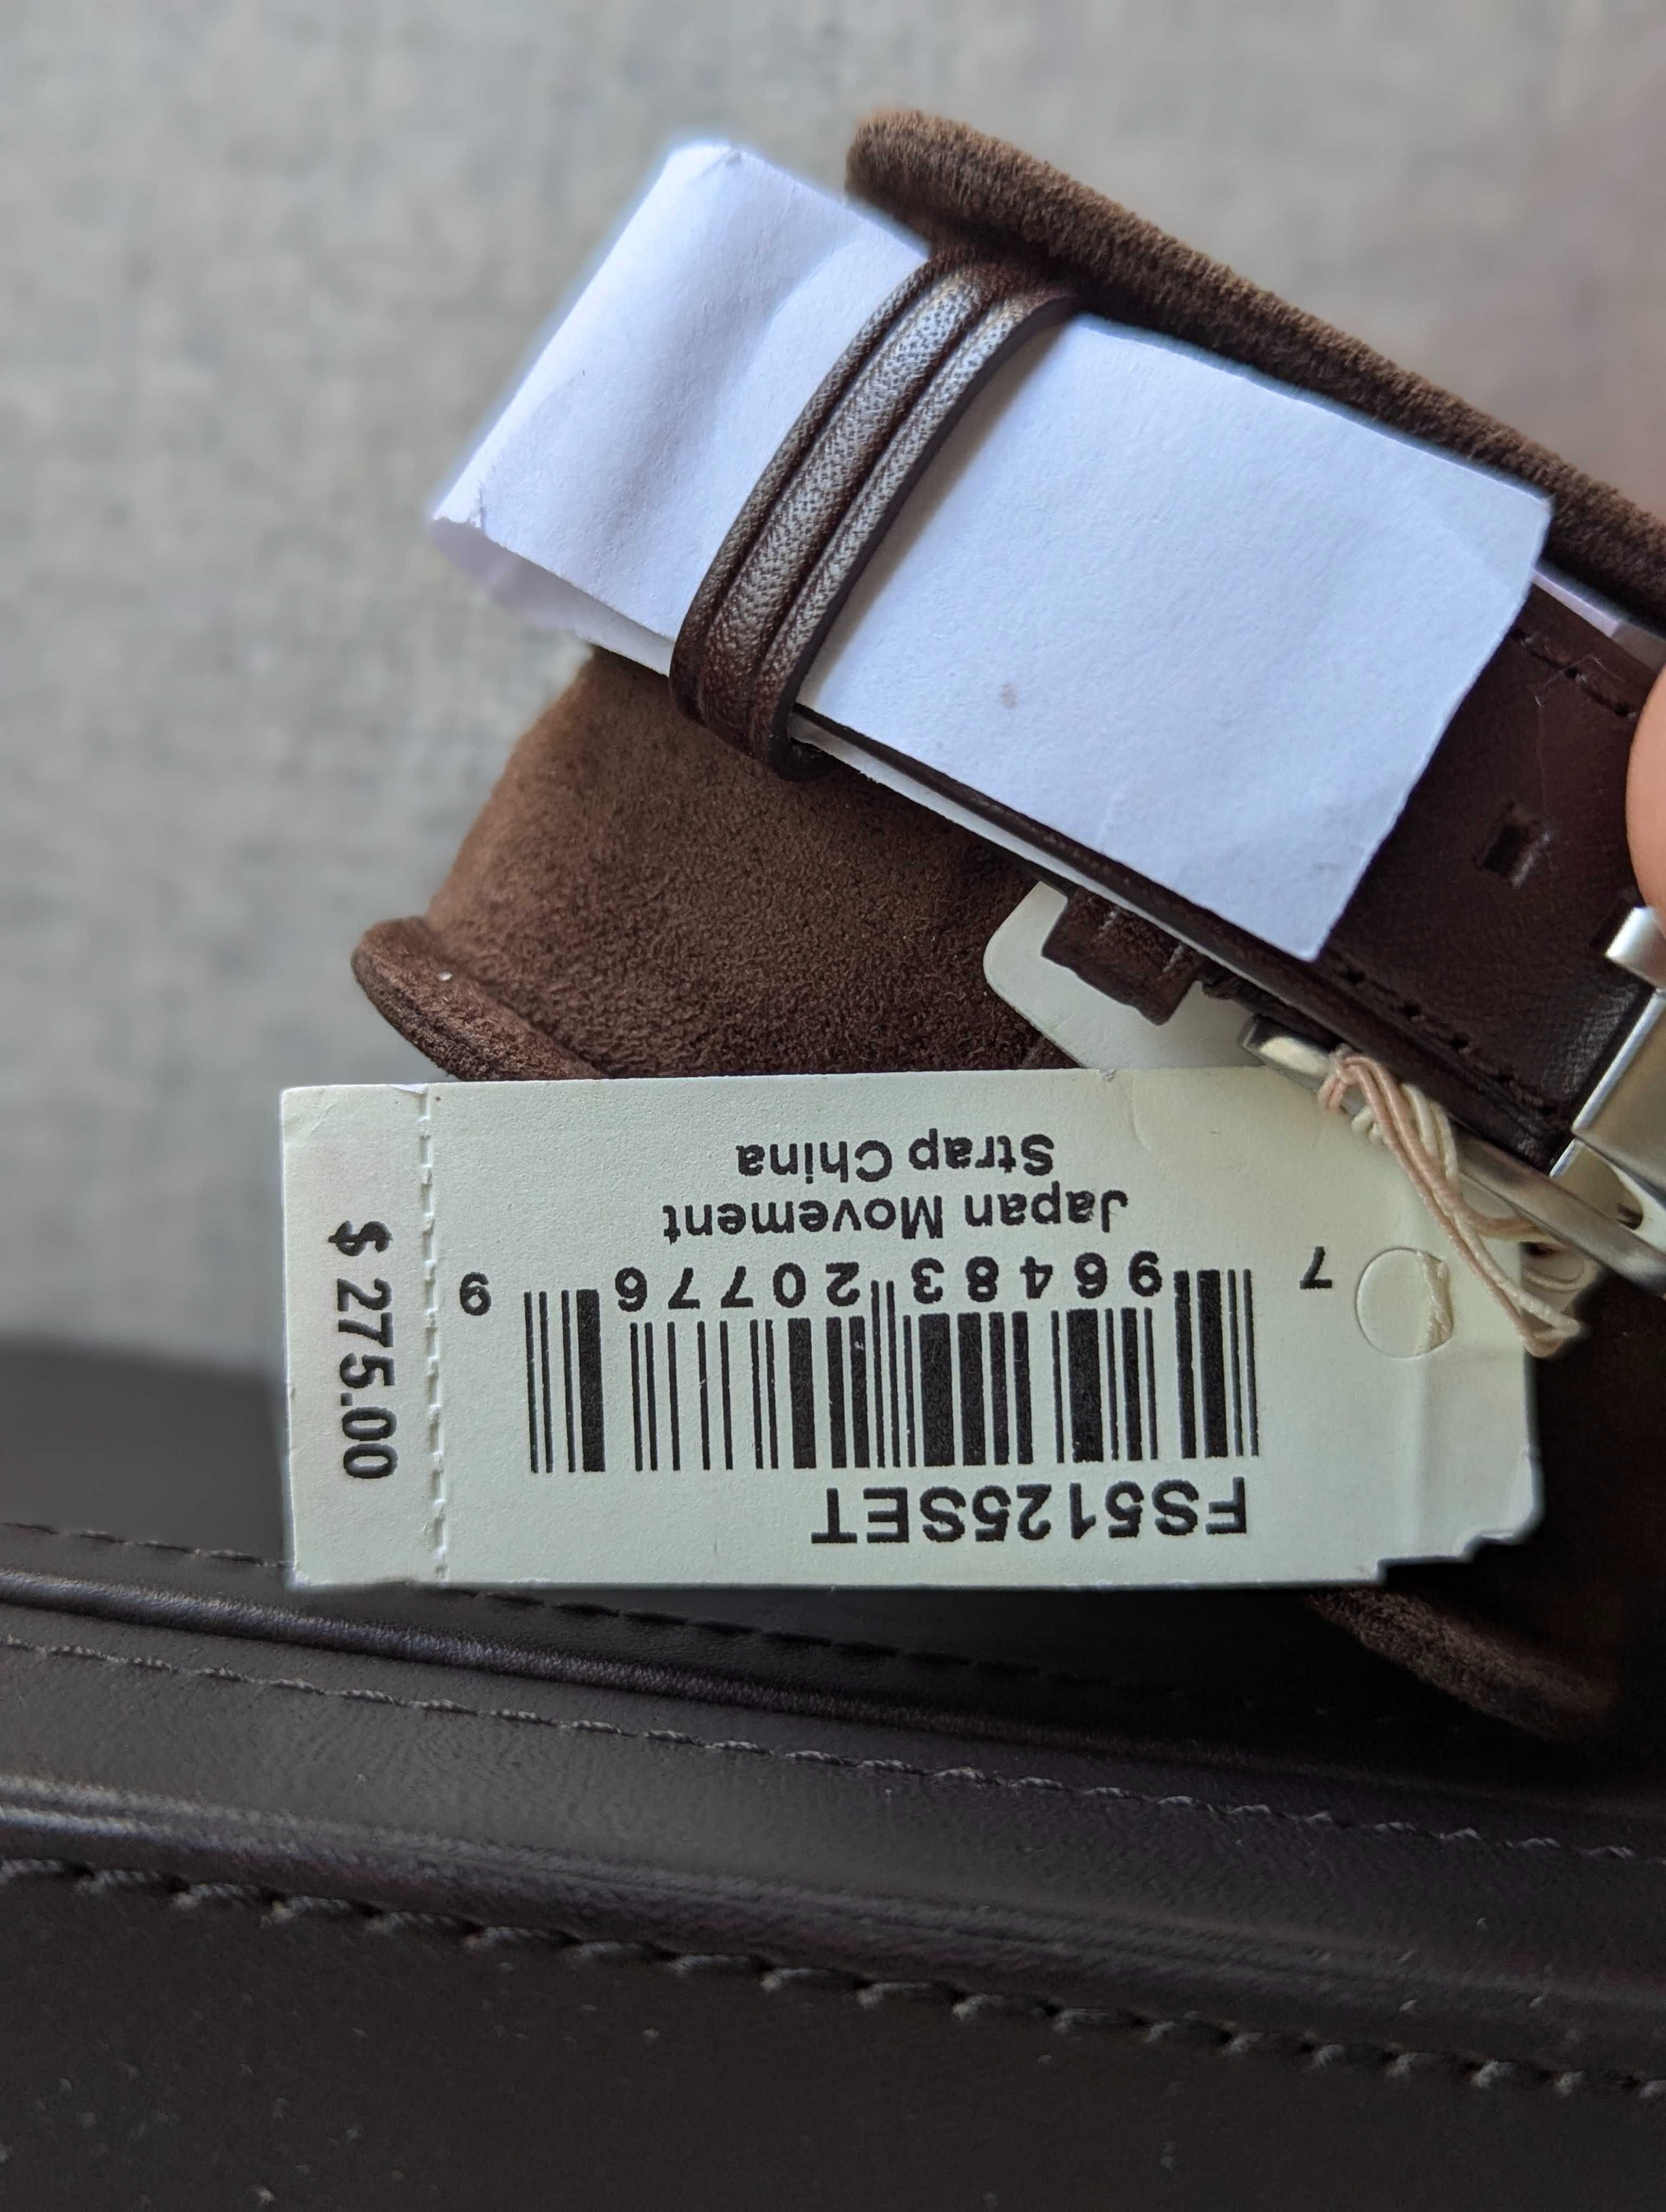 FS5125SET
7 96483 20776 9
Japan Movement
Strap China
$ 275.00